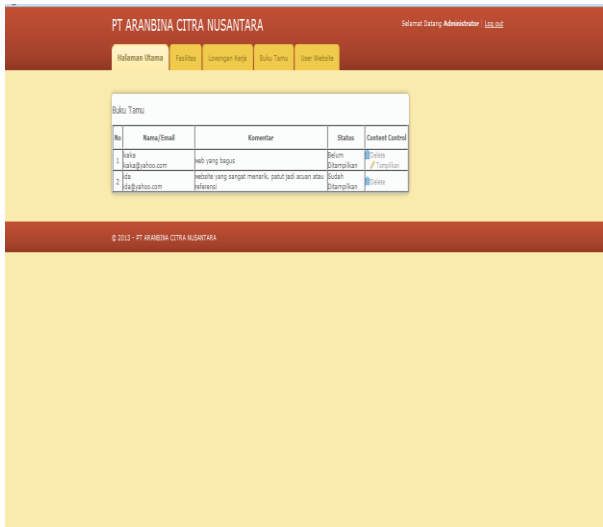 PT ARANBINA CITRA NUSANTARA
Selamat Datang Administrator | Log out
Halaman Utama Fasilitas Lowongan Kerja Buku Tamu User Website
Buku Tamu
No Nama/Email Komentar Status Content Control
1 kaka kaka@yahoo.com web yang bagus Belum Ditampilkan Delete Tampilkan
2 ida ida@yahoo.com website yang sangat menarik, patut jadi acuan atau referensi Sudah Ditampilkan Delete
© 2013 - PT ARANBINA CITRA NUSANTARA